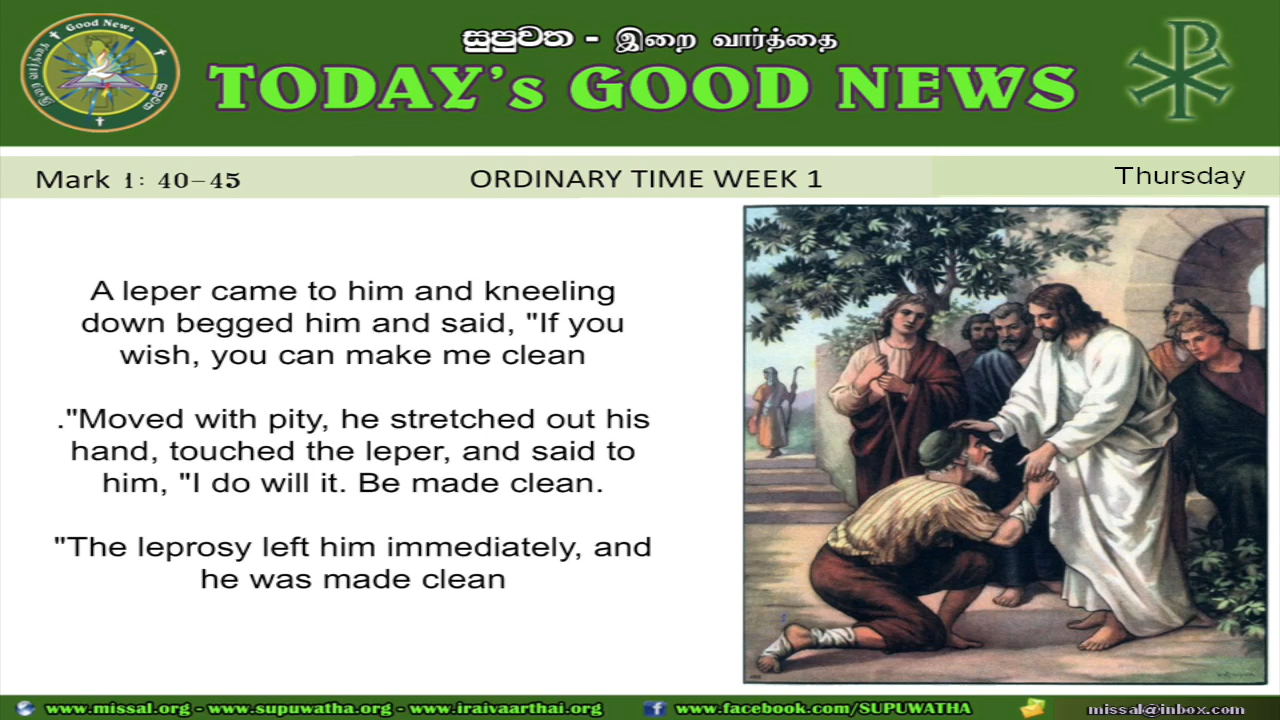 Good News
සුපුවත - இறை வார்த்தை
TODAY's GOOD NEWS
Mark 1: 40-45
ORDINARY TIME WEEK 1
Thursday
A leper came to him and kneeling
down begged him and said, "If you
wish, you can make me clean
."Moved with pity, he stretched out his
hand, touched the leper, and said to
him, "I do will it. Be made clean.
"The leprosy left him immediately, and
he was made clean
www.missal.org - www.supuwatha.org - www.iraivaarthai.org
www.facebook.com/SUPUWATHA
missal@inbox.com